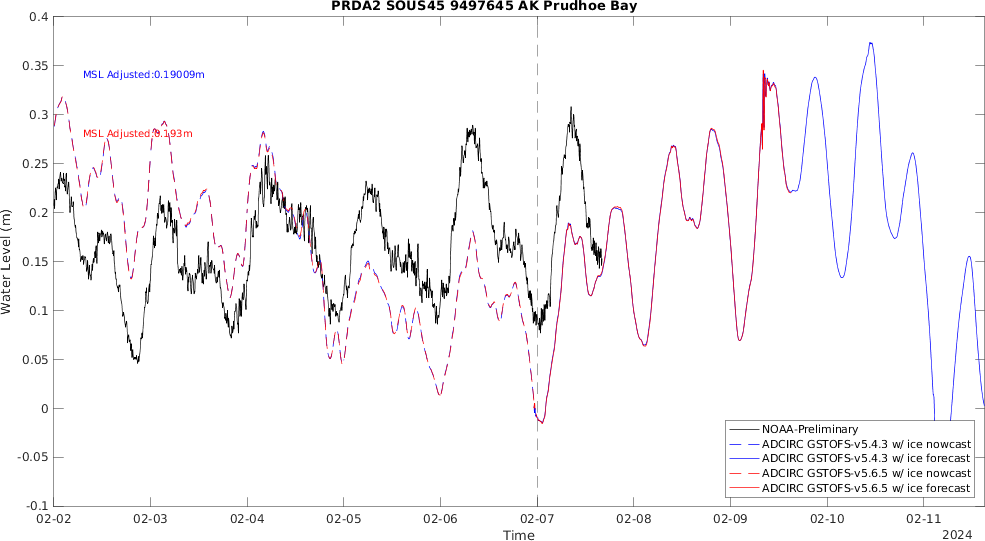 PRDA2 SOUS45 9497645 AK Prudhoe Bay
0.4
0.35
0.3
0.25
0.2
0.15
0.1
0.05
0
-0.05
-0.1
Water Level (m)
MSL Adjusted:0.19009m
MSL Adjusted:0.193m
NOAA-Preliminary
ADCIRC GSTOFS-v5.4.3 w/ ice nowcast
ADCIRC GSTOFS-v5.4.3 w/ ice forecast
ADCIRC GSTOFS-v5.6.5 w/ ice nowcast
ADCIRC GSTOFS-v5.6.5 w/ ice forecast
02-02 02-03 02-04 02-05 02-06 02-07 02-08 02-09 02-10 02-11
Time
2024